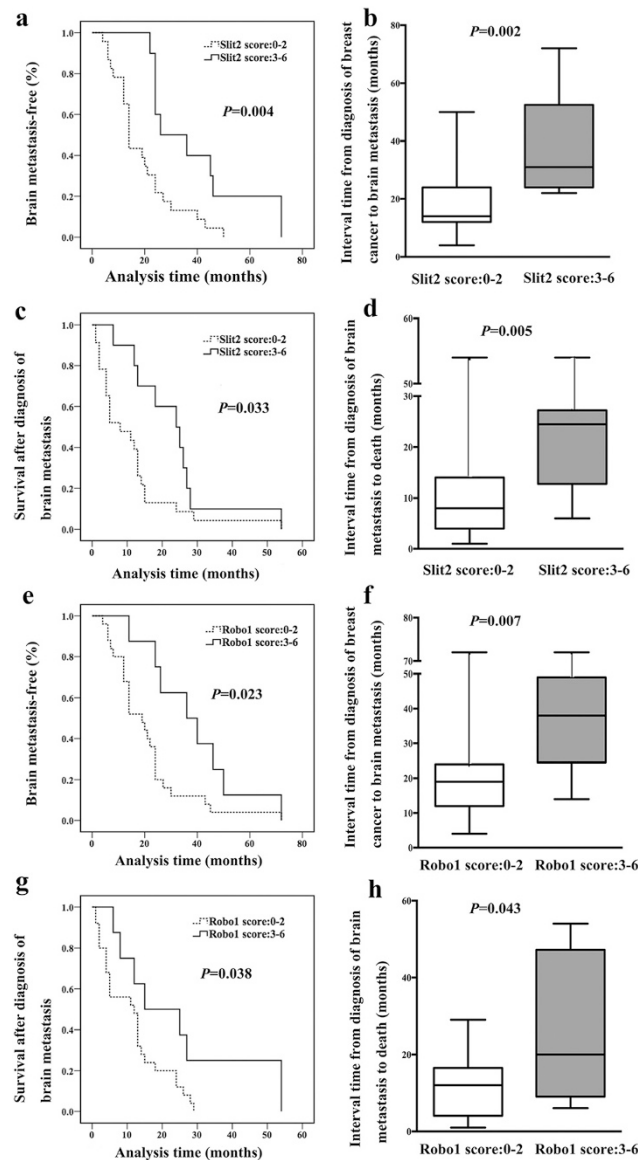 a
Brain metastasis-free (%)
1.0
0.8
0.6
0.4
0.2
0.0
Slit2 score:0-2
Slit2 score:3-6
P=0.004
0
20
40
60
80
Analysis time (months)
b
Interval time from diagnosis of breast
cancer to brain metastasis (months)
80
60
40
20
0
P=0.002
Slit2 score:0-2
Slit2 score:3-6
c
Survival after diagnosis of
brain metastasis
1.0
0.8
0.6
0.4
0.2
0.0
Slit2 score:0-2
Slit2 score:3-6
P=0.033
0
10
20
30
40
50
60
Analysis time (months)
d
Interval time from diagnosis of brain
metastasis to death (months)
60
50
30
20
10
0
P=0.005
Slit2 score:0-2
Slit2 score:3-6
e
Brain metastasis-free (%)
1.0
0.8
0.6
0.4
0.2
0.0
Robo1 score:0-2
Robo1 score:3-6
P=0.023
0
20
40
60
80
Analysis time (months)
f
Interval time from diagnosis of breast
cancer to brain metastasis (months)
80
70
50
40
30
20
10
0
P=0.007
Robo1 score:0-2
Robo1 score:3-6
g
Survival after diagnosis of
brain metastasis
1.0
0.8
0.6
0.4
0.2
0.0
Robo1 score:0-2
Robo1 score:3-6
P=0.038
0
10
20
30
40
50
60
Analysis time (months)
h
Interval time from diagnosis of brain
metastasis to death (months)
60
40
20
0
P=0.043
Robo1 score:0-2
Robo1 score:3-6